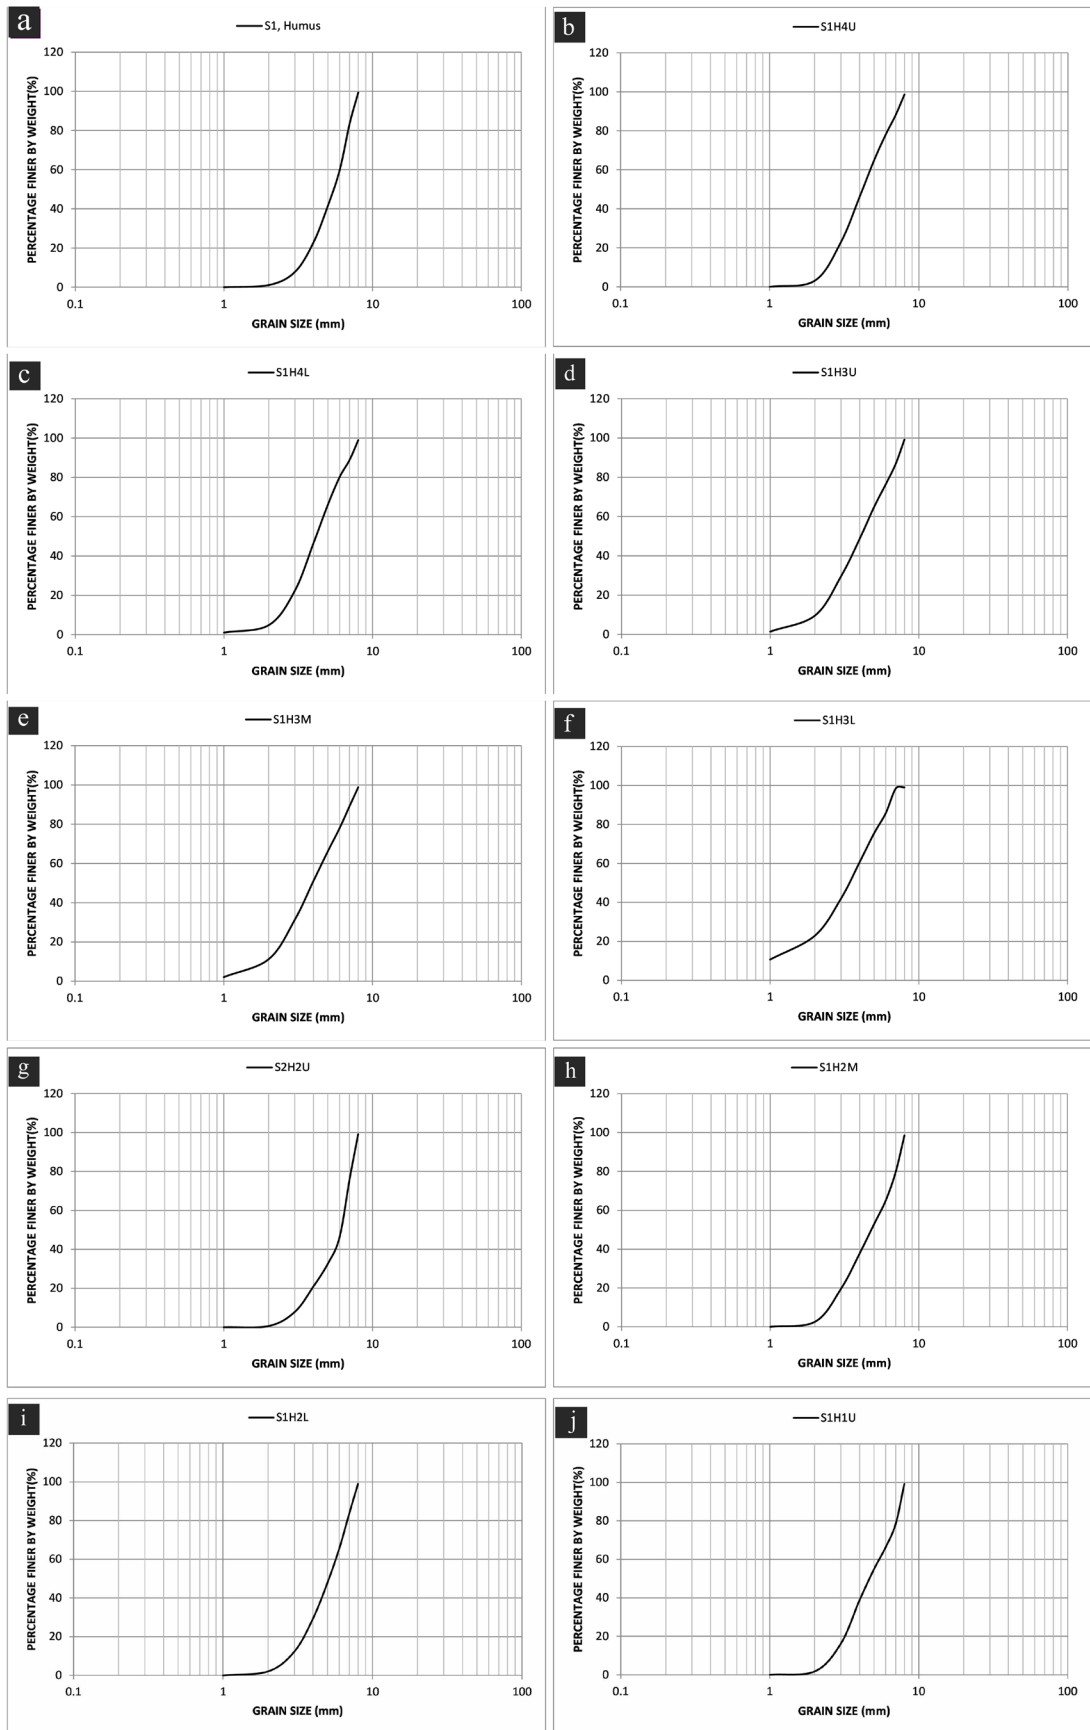 a
S1, Humus
PERCENTAGE FINER BY WEIGHT(%)
120
100
80
60
40
20
0
0.1 1 10 100
GRAIN SIZE (mm)
b
S1H4U
PERCENTAGE FINER BY WEIGHT(%)
120
100
80
60
40
20
0
0.1 1 10 100
GRAIN SIZE (mm)
c
S1H4L
PERCENTAGE FINER BY WEIGHT(%)
120
100
80
60
40
20
0
0.1 1 10 100
GRAIN SIZE (mm)
d
S1H3U
PERCENTAGE FINER BY WEIGHT(%)
120
100
80
60
40
20
0
0.1 1 10 100
GRAIN SIZE (mm)
e
S1H3M
PERCENTAGE FINER BY WEIGHT(%)
120
100
80
60
40
20
0
0.1 1 10 100
GRAIN SIZE (mm)
f
S1H3L
PERCENTAGE FINER BY WEIGHT(%)
120
100
80
60
40
20
0
0.1 1 10 100
GRAIN SIZE (mm)
g
S2H2U
PERCENTAGE FINER BY WEIGHT(%)
120
100
80
60
40
20
0
0.1 1 10 100
GRAIN SIZE (mm)
h
S1H2M
PERCENTAGE FINER BY WEIGHT(%)
120
100
80
60
40
20
0
0.1 1 10 100
GRAIN SIZE (mm)
i
S1H2L
PERCENTAGE FINER BY WEIGHT(%)
120
100
80
60
40
20
0
0.1 1 10 100
GRAIN SIZE (mm)
j
S1H1U
PERCENTAGE FINER BY WEIGHT(%)
120
100
80
60
40
20
0
0.1 1 10 100
GRAIN SIZE (mm)